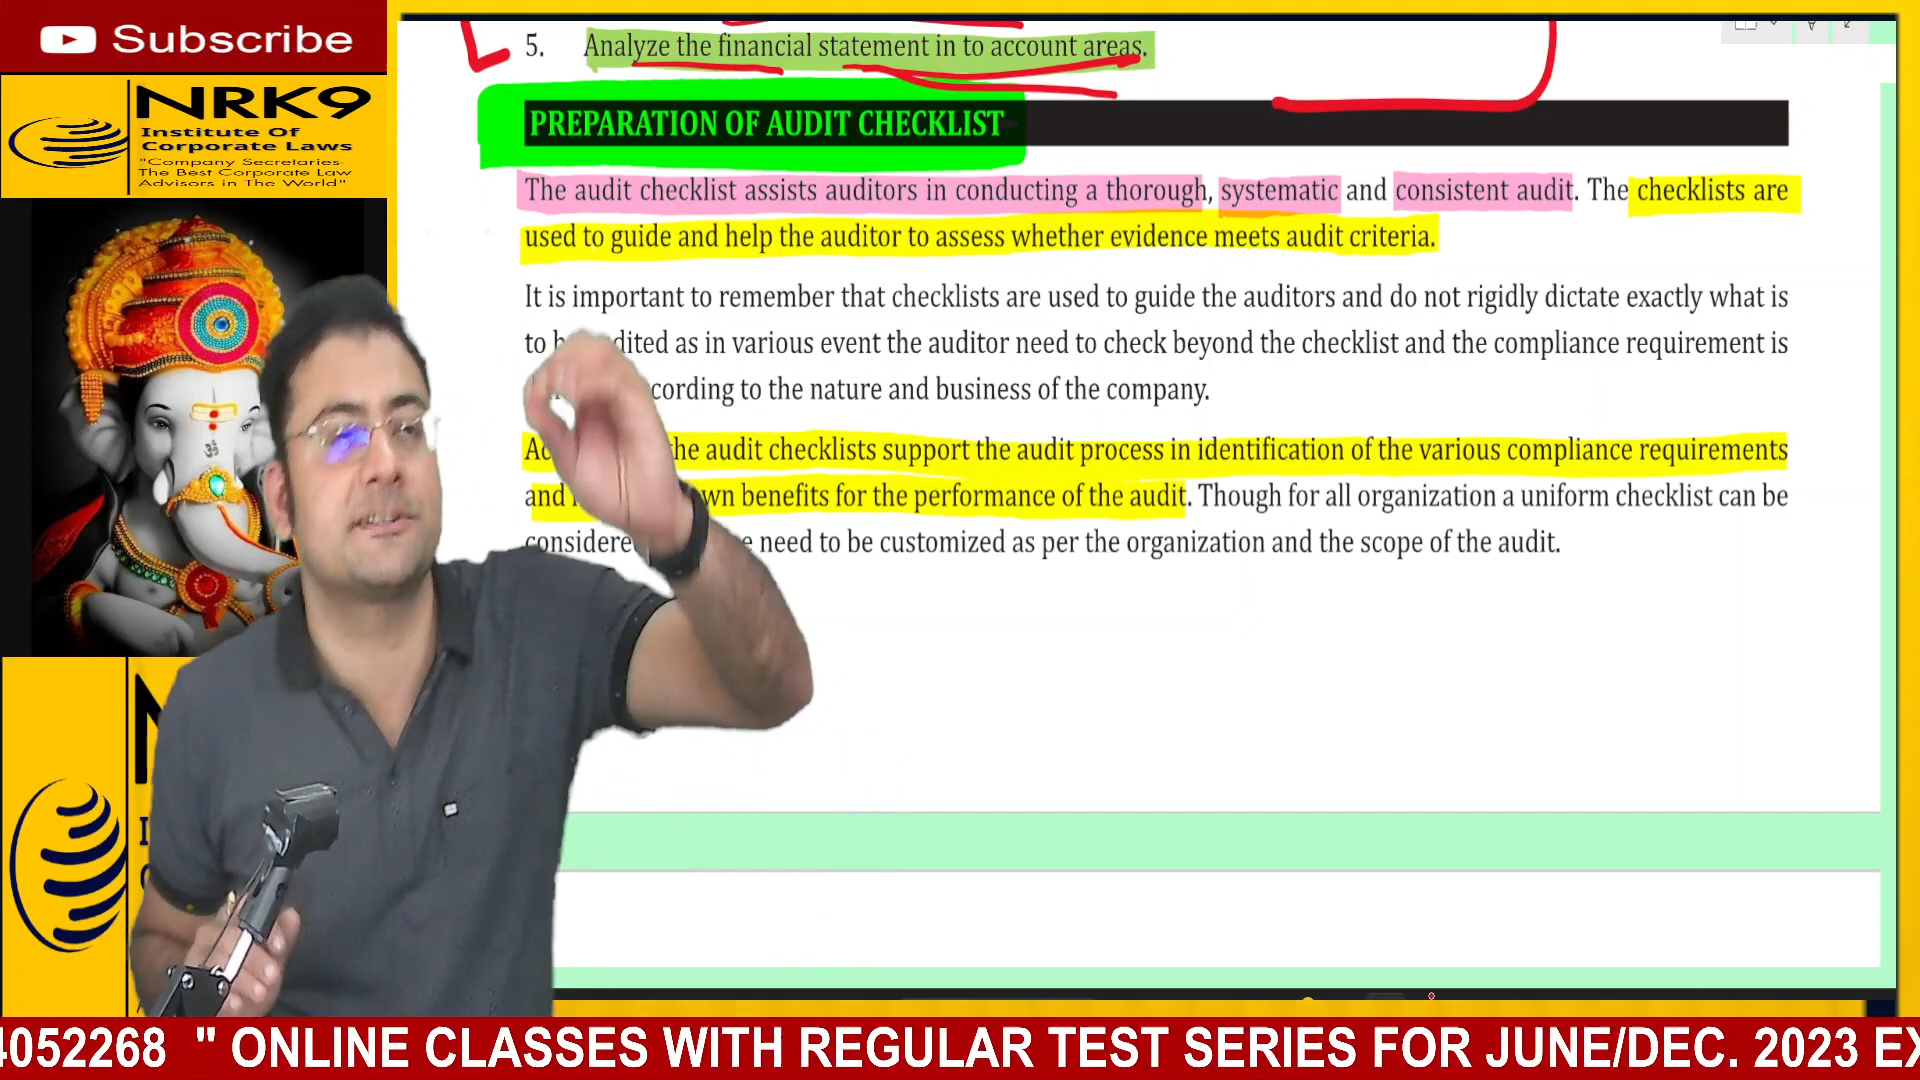 Subscribe
NRK9
Institute Of
Corporate Laws
"Company Secretaries-
The Best Corporate Law
Advisors in The World"
5. Analyze the financial statement in to account areas.
PREPARATION OF AUDIT CHECKLIST
The audit checklist assists auditors in conducting a thorough, systematic and consistent audit. The checklists are
used to guide and help the auditor to assess whether evidence meets audit criteria.
It is important to remember that checklists are used to guide the auditors and do not rigidly dictate exactly what is
to dited as in various event the auditor need to check beyond the checklist and the compliance requirement is
cording to the nature and business of the company.
the audit checklists support the audit process in identification of the various compliance requirements
and wn benefits for the performance of the audit. Though for all organization a uniform checklist can be
considere need to be customized as per the organization and the scope of the audit.
4052268 " ONLINE CLASSES WITH REGULAR TEST SERIES FOR JUNE/DEC. 2023 EX